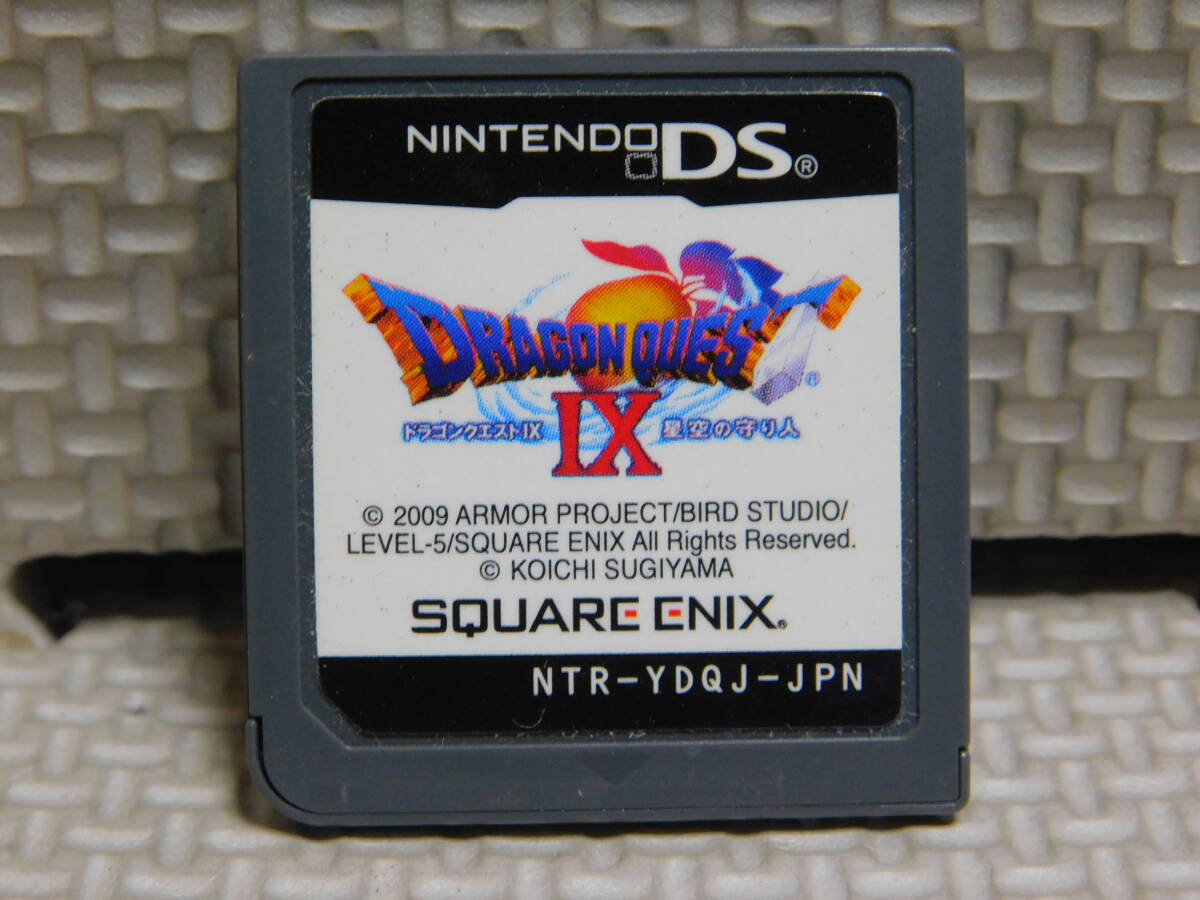 NINTENDO DS®
DRAGON QUEST®
IX
ドラゴンクエストIX 星空の守り人
© 2009 ARMOR PROJECT/BIRD STUDIO/
LEVEL-5/SQUARE ENIX All Rights Reserved.
© KOICHI SUGIYAMA
SQUARE ENIX®
NTR-YDQJ-JPN